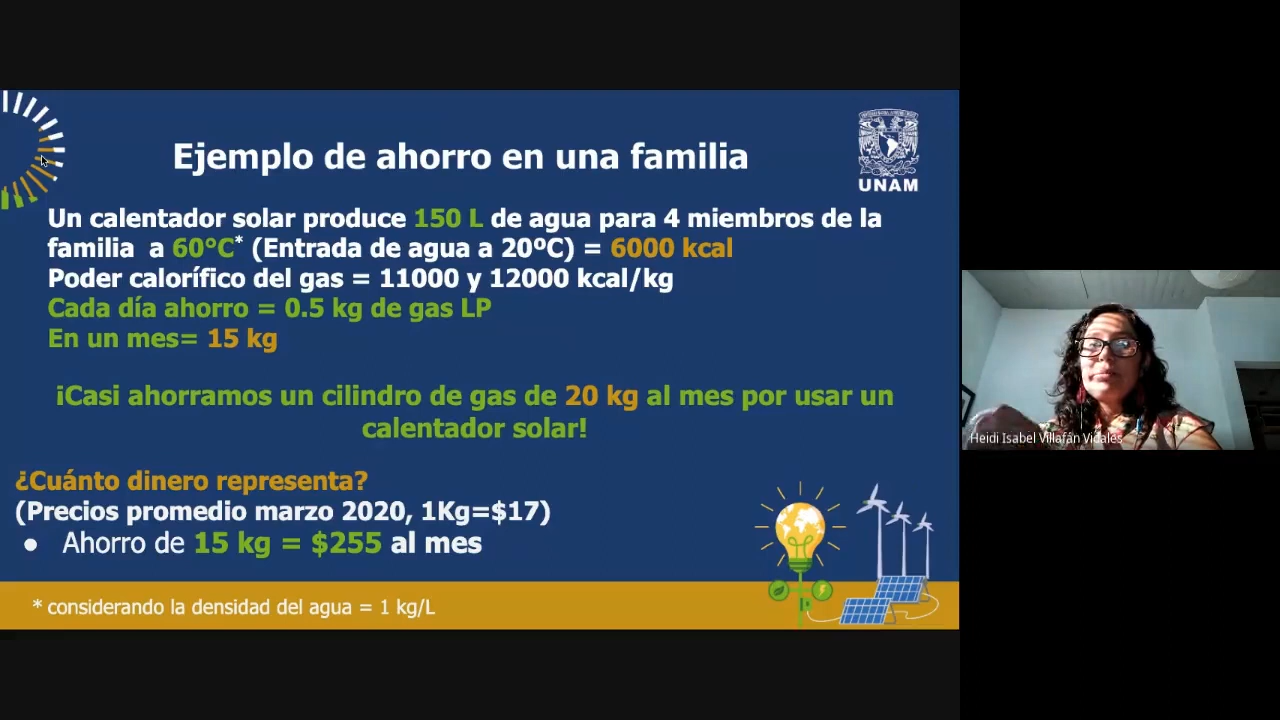 Ejemplo de ahorro en una familia
UNAM
Un calentador solar produce 150 L de agua para 4 miembros de la
familia a 60°C* (Entrada de agua a 20ºC) = 6000 kcal
Poder calorífico del gas = 11000 y 12000 kcal/kg
Cada día ahorro = 0.5 kg de gas LP
En un mes= 15 kg
¡Casi ahorramos un cilindro de gas de 20 kg al mes por usar un
calentador solar!
¿Cuánto dinero representa?
(Precios promedio marzo 2020, 1Kg=$17)
● Ahorro de 15 kg = $255 al mes
* considerando la densidad del agua = 1 kg/L
Heidi Isabel Villafán Vidales